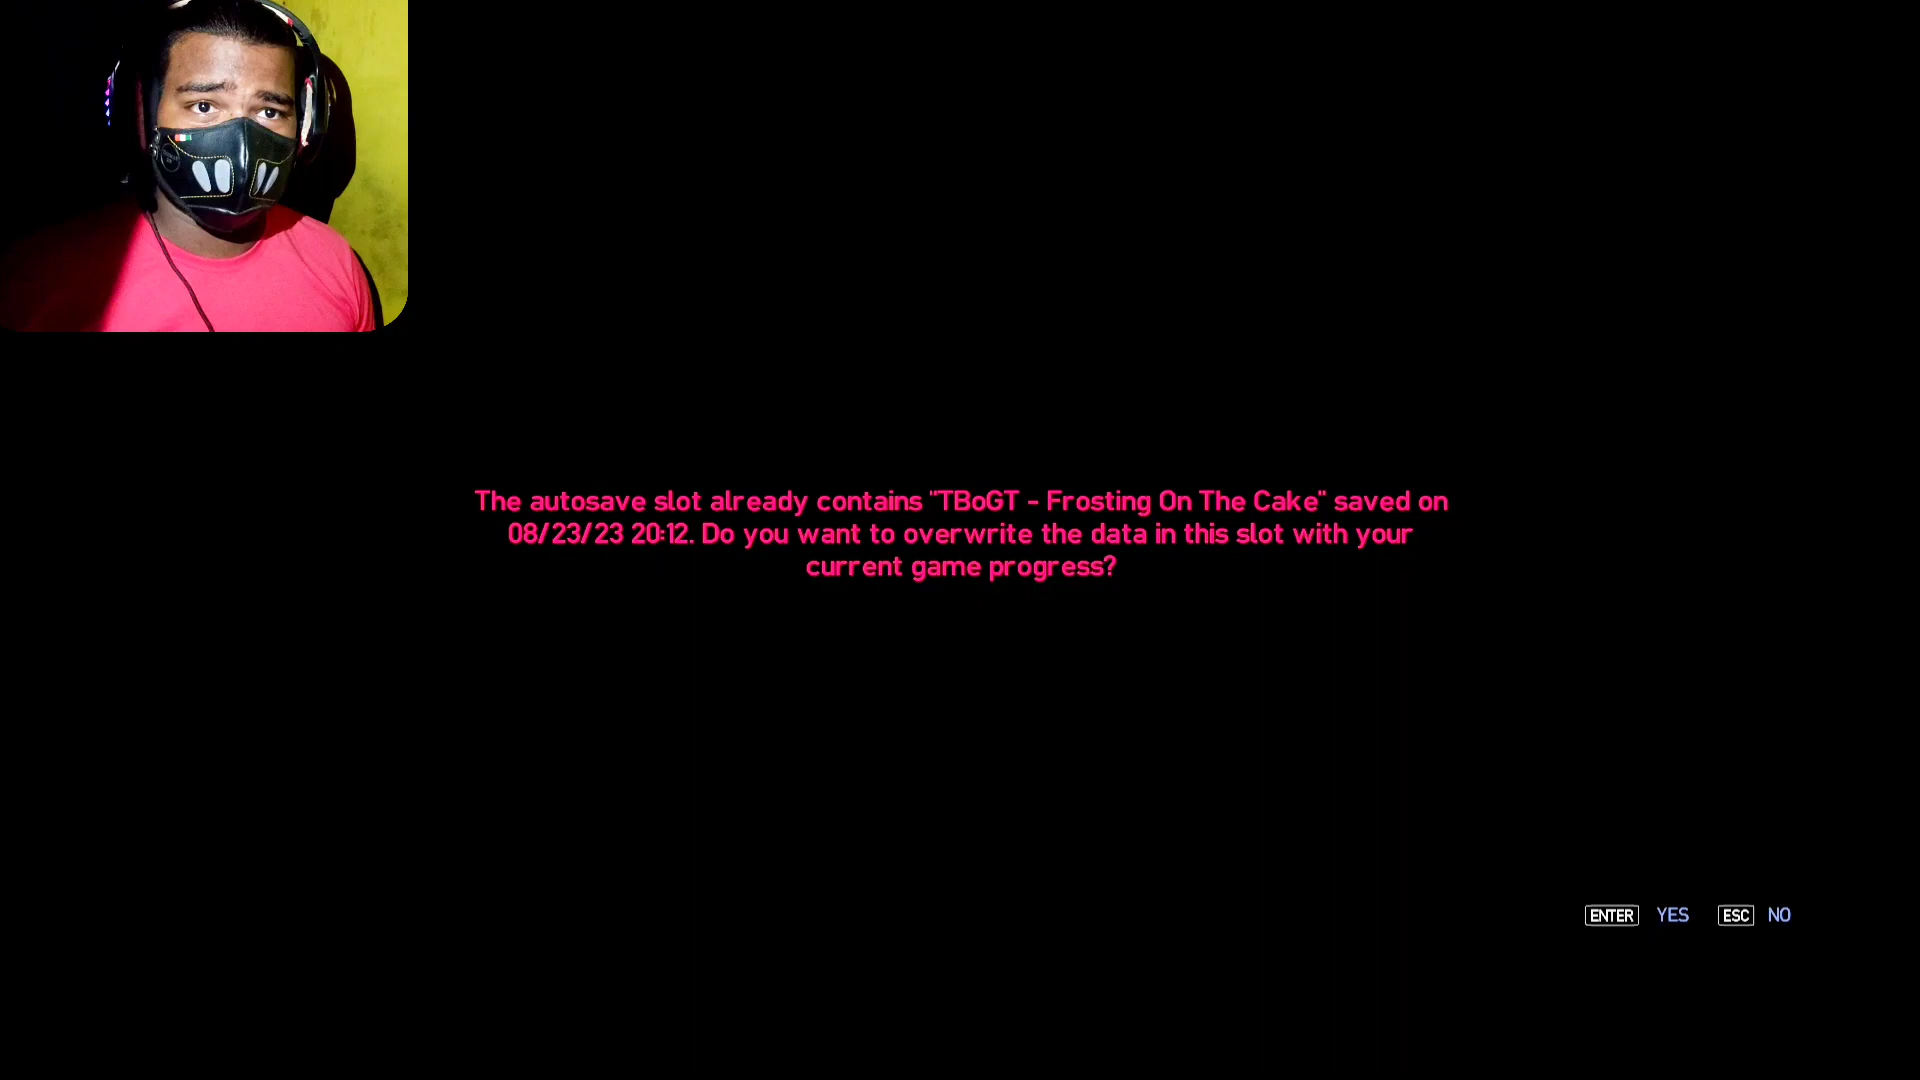 The autosave slot already contains "TBoGT - Frosting On The Cake" saved on
08/23/23 20:12. Do you want to overwrite the data in this slot with your
current game progress?
ENTER YES ESC NO